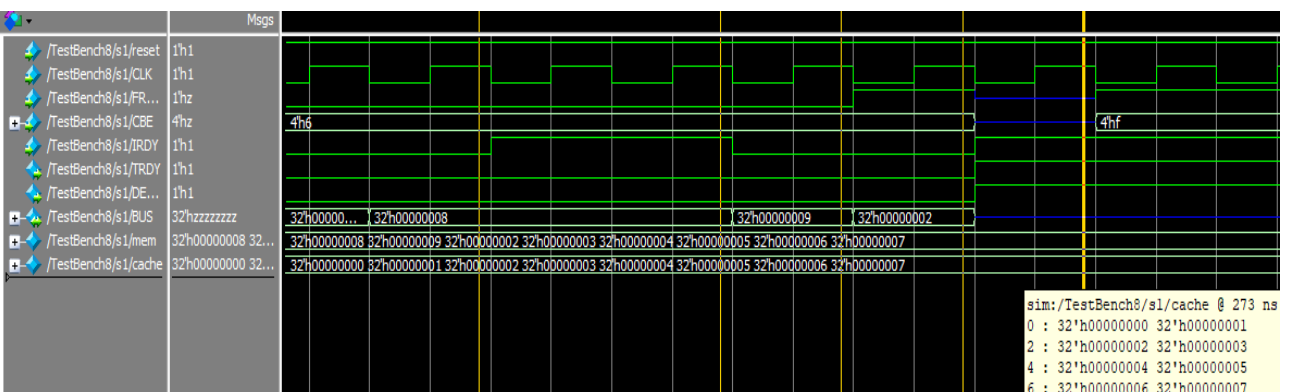 Msgs
/TestBench8/s1/reset 1'h1
/TestBench8/s1/CLK 1'h1
/TestBench8/s1/FR... 1'hz
/TestBench8/s1/CBE 4'hz 4'h6 4'hf
/TestBench8/s1/IRDY 1'h1
/TestBench8/s1/TRDY 1'h1
/TestBench8/s1/DE... 1'h1
/TestBench8/s1/BUS 32'hzzzzzzzz 32'h00000... 32'h00000008 32'h00000009 32'h00000002
/TestBench8/s1/mem 32'h00000008 32... 32'h00000008 32'h00000009 32'h00000002 32'h00000003 32'h00000004 32'h00000005 32'h00000006 32'h00000007
/TestBench8/s1/cache 32'h00000000 32... 32'h00000000 32'h00000001 32'h00000002 32'h00000003 32'h00000004 32'h00000005 32'h00000006 32'h00000007
sim:/TestBench8/s1/cache @ 273 ns
0 : 32'h00000000 32'h00000001
2 : 32'h00000002 32'h00000003
4 : 32'h00000004 32'h00000005
6 : 32'h00000006 32'h00000007